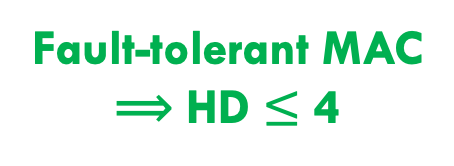 Fault-tolerant MAC
⟹ HD ≤ 4